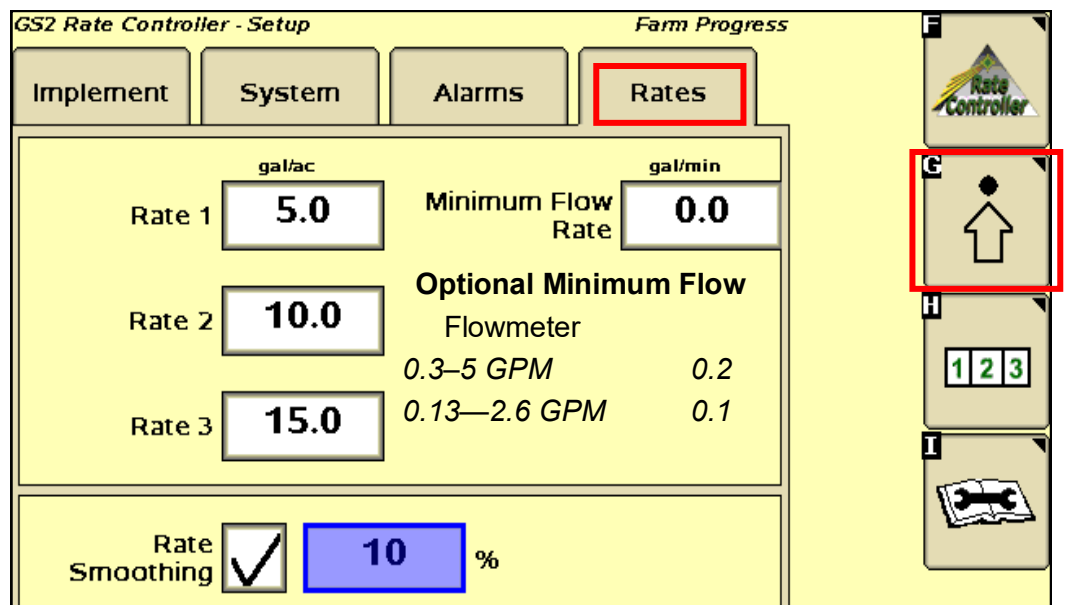 GS2 Rate Controller - Setup
Farm Progress
Implement
System
Alarms
Rates
gal/ac
gal/min
Rate 1
5.0
Minimum Flow
Rate
0.0
Optional Minimum Flow
Rate 2
10.0
Flowmeter
0.3–5 GPM 0.2
0.13—2.6 GPM 0.1
Rate 3
15.0
Rate
Smoothing
10
%
F
Rate
Controller
G
H
1 2 3
I